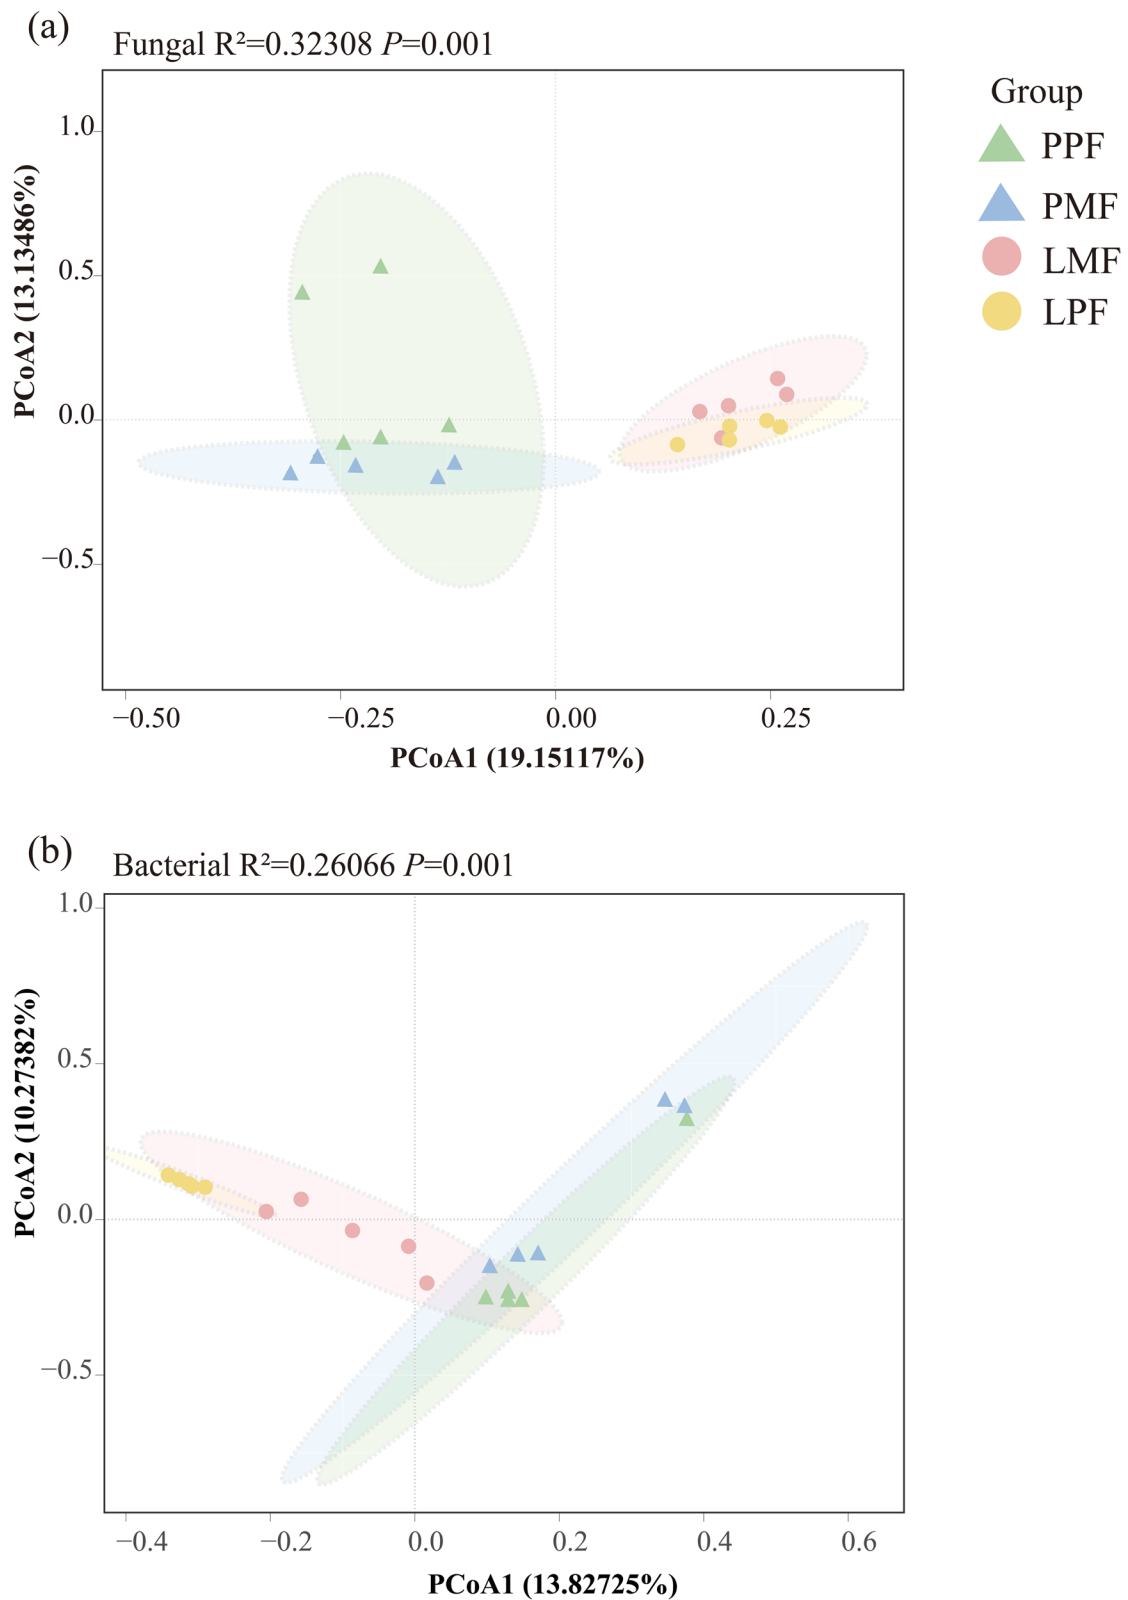 (a)
Fungal R²=0.32308 P=0.001
Group
PPF
PMF
LMF
LPF
PCoA2 (13.13486%)
1.0
0.5
0.0
−0.5
−0.50
−0.25
0.00
0.25
PCoA1 (19.15117%)
(b)
Bacterial R²=0.26066 P=0.001
PCoA2 (10.27382%)
1.0
0.5
0.0
−0.5
−0.4
−0.2
0.0
0.2
0.4
0.6
PCoA1 (13.82725%)